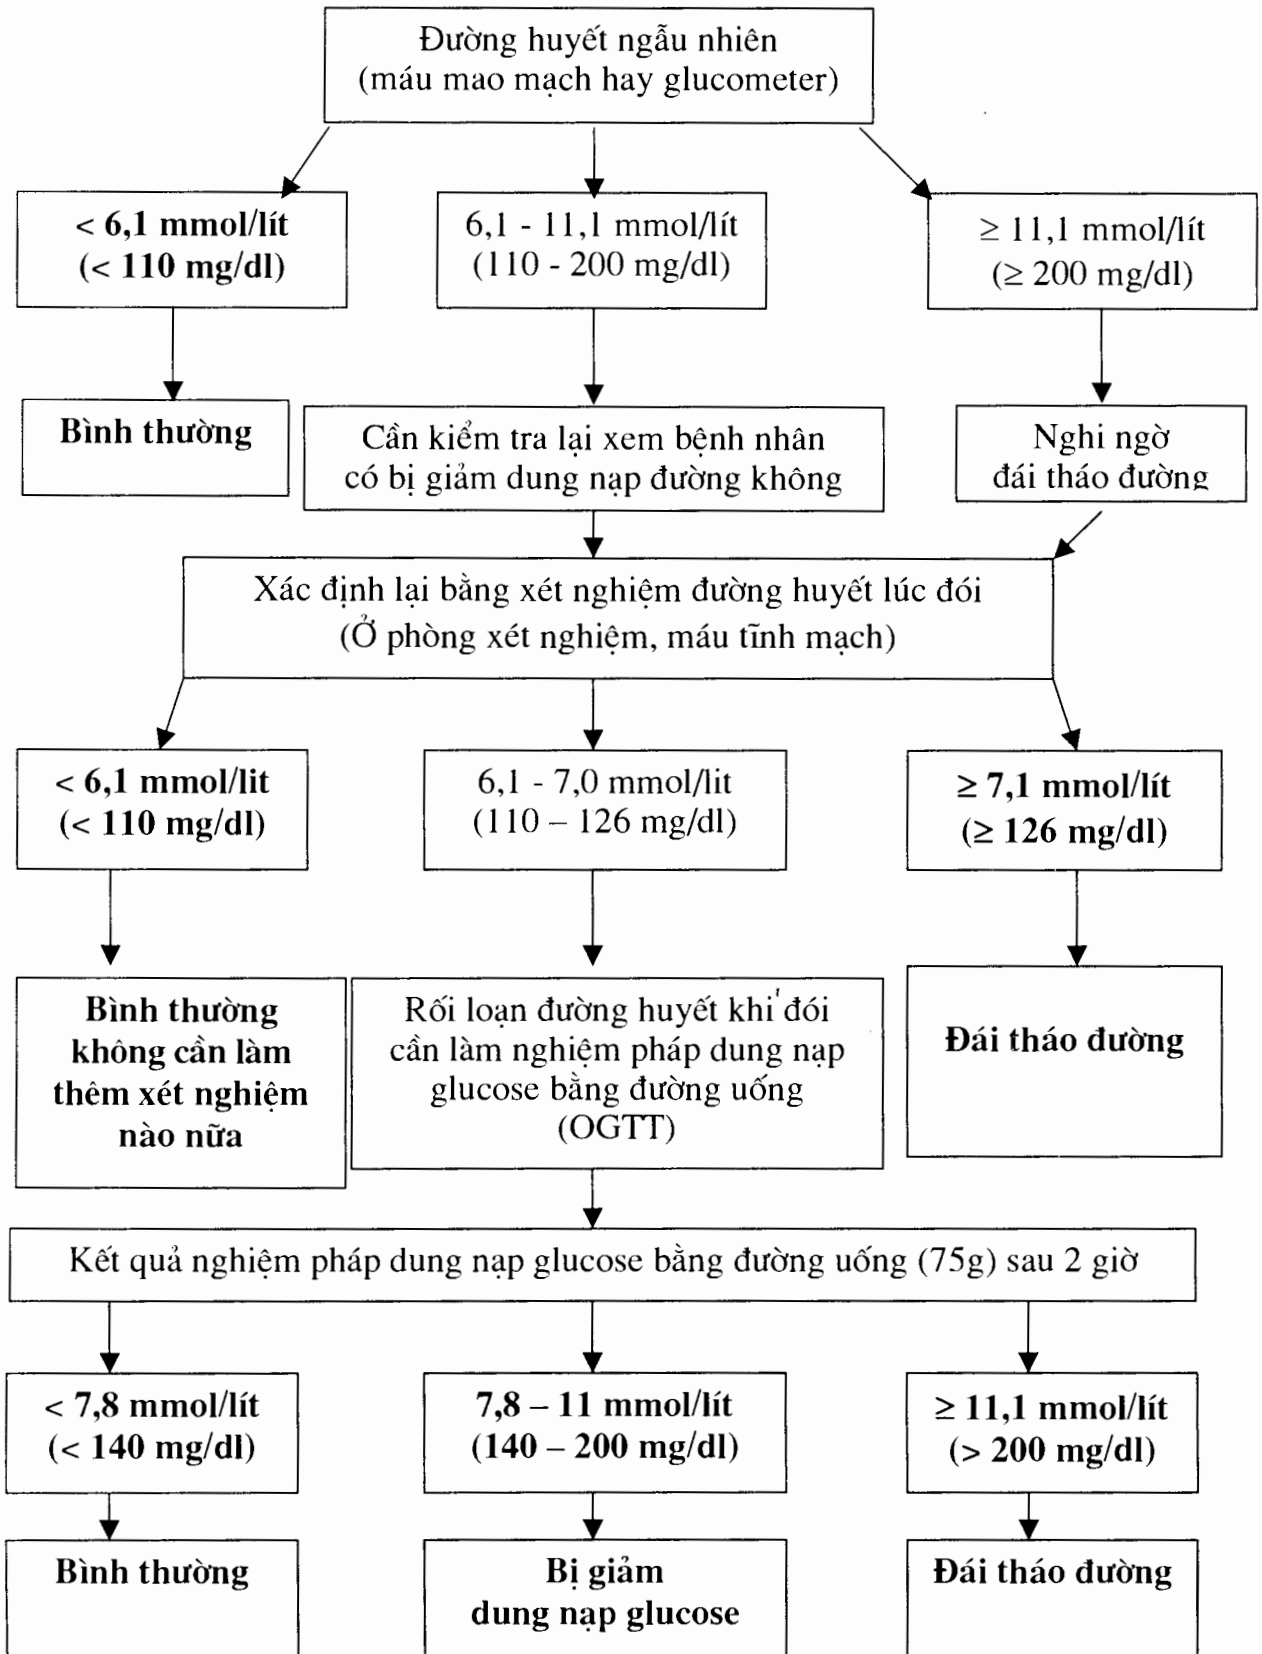 Đường huyết ngẫu nhiên
(máu mao mạch hay glucometer)
< 6,1 mmol/lít
(< 110 mg/dl)
6,1 - 11,1 mmol/lít
(110 - 200 mg/dl)
≥ 11,1 mmol/lít
(≥ 200 mg/dl)
Bình thường
Cần kiểm tra lại xem bệnh nhân
có bị giảm dung nạp đường không
Nghi ngờ
đái tháo đường
Xác định lại bằng xét nghiệm đường huyết lúc đói
(Ở phòng xét nghiệm, máu tĩnh mạch)
< 6,1 mmol/lit
(< 110 mg/dl)
6,1 - 7,0 mmol/lit
(110 – 126 mg/dl)
≥ 7,1 mmol/lít
(≥ 126 mg/dl)
Bình thường
không cần làm
thêm xét nghiệm
nào nữa
Rối loạn đường huyết khi đói
cần làm nghiệm pháp dung nạp
glucose bằng đường uống
(OGTT)
Đái tháo đường
Kết quả nghiệm pháp dung nạp glucose bằng đường uống (75g) sau 2 giờ
< 7,8 mmol/lít
(< 140 mg/dl)
7,8 – 11 mmol/lít
(140 – 200 mg/dl)
≥ 11,1 mmol/lít
(> 200 mg/dl)
Bình thường
Bị giảm
dung nạp glucose
Đái tháo đường